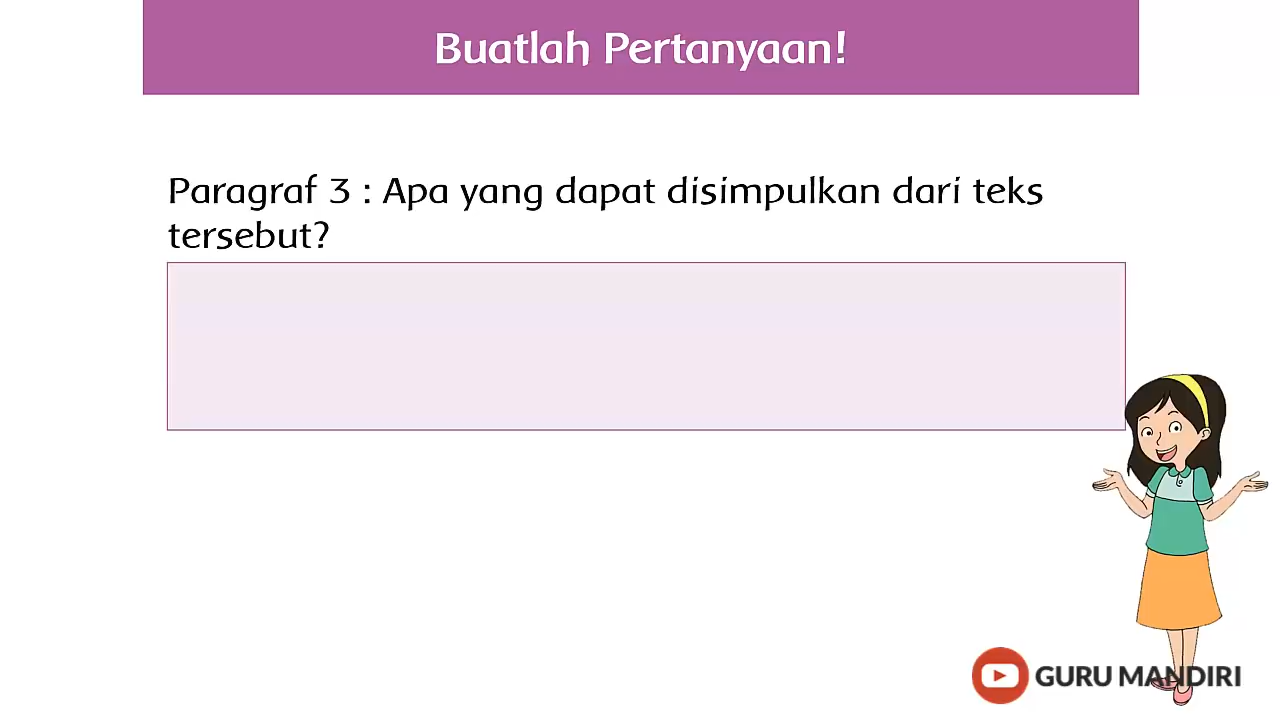 Buatlah Pertanyaan!
Paragraf 3 : Apa yang dapat disimpulkan dari teks
tersebut?
GURU MANDIRI